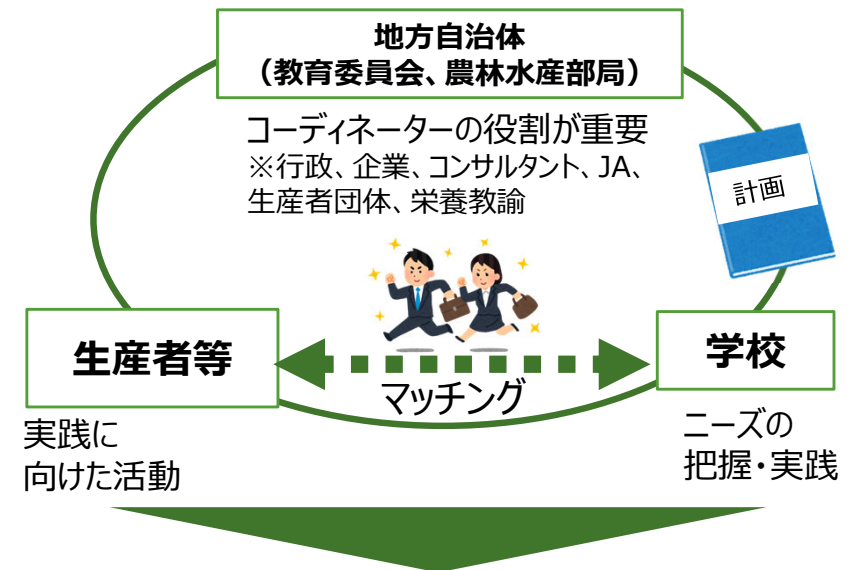 地方自治体
（教育委員会、農林水産部局）
コーディネーターの役割が重要
※行政、企業、コンサルタント、JA、
生産者団体、栄養教諭
計画
生産者等
学校
マッチング
実践に
向けた活動
ニーズの
把握・実践